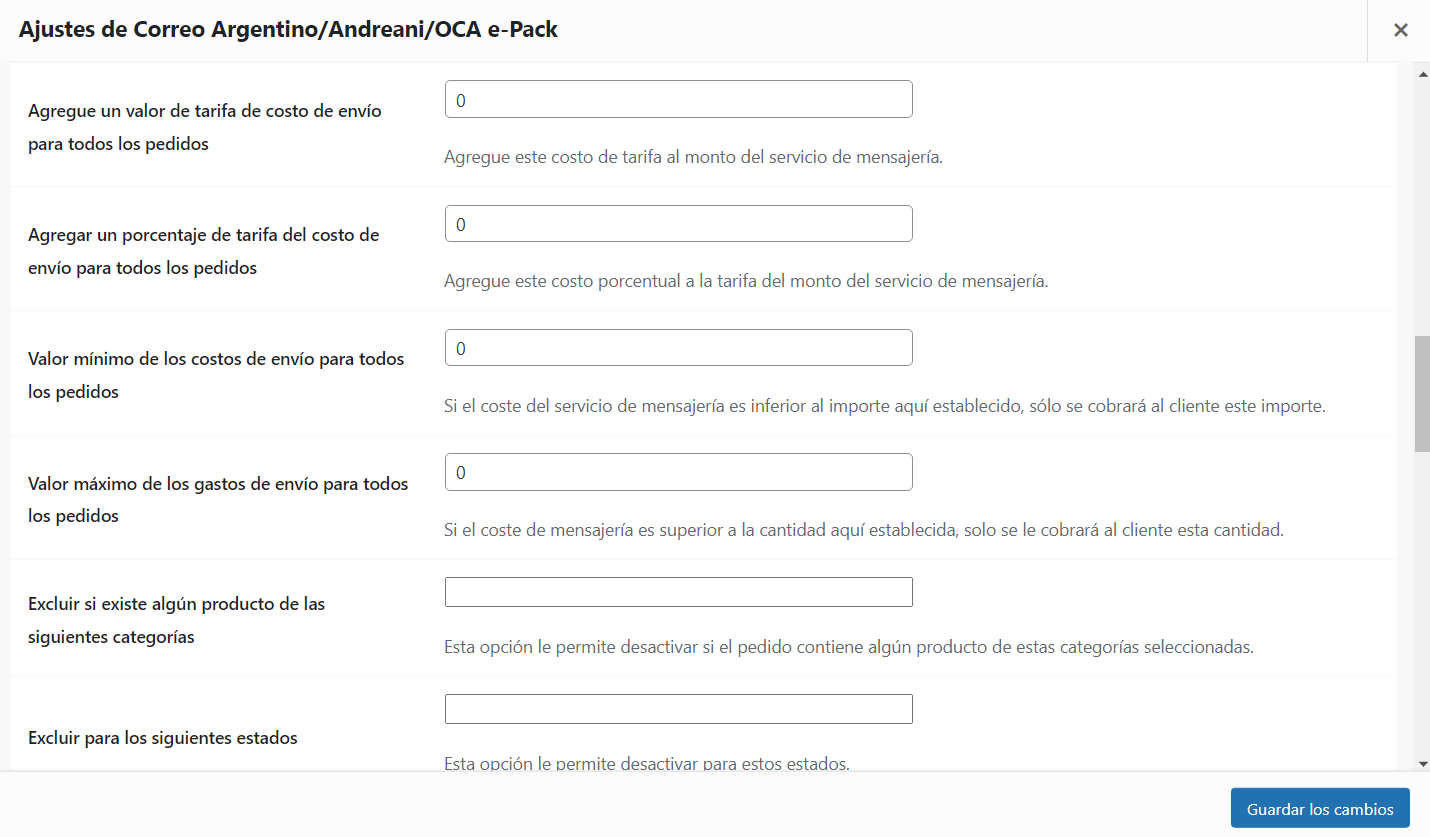 Ajustes de Correo Argentino/Andreani/OCA e-Pack
Agregue un valor de tarifa de costo de envío
para todos los pedidos
0
Agregue este costo de tarifa al monto del servicio de mensajería.
Agregar un porcentaje de tarifa del costo de
envío para todos los pedidos
0
Agregue este costo porcentual a la tarifa del monto del servicio de mensajería.
Valor mínimo de los costos de envío para todos
los pedidos
0
Si el coste del servicio de mensajería es inferior al importe aquí establecido, sólo se cobrará al cliente este importe.
Valor máximo de los gastos de envío para todos
los pedidos
0
Si el coste de mensajería es superior a la cantidad aquí establecida, solo se le cobrará al cliente esta cantidad.
Excluir si existe algún producto de las
siguientes categorías
Esta opción le permite desactivar si el pedido contiene algún producto de estas categorías seleccionadas.
Excluir para los siguientes estados
Esta opción le permite desactivar para estos estados.
Guardar los cambios